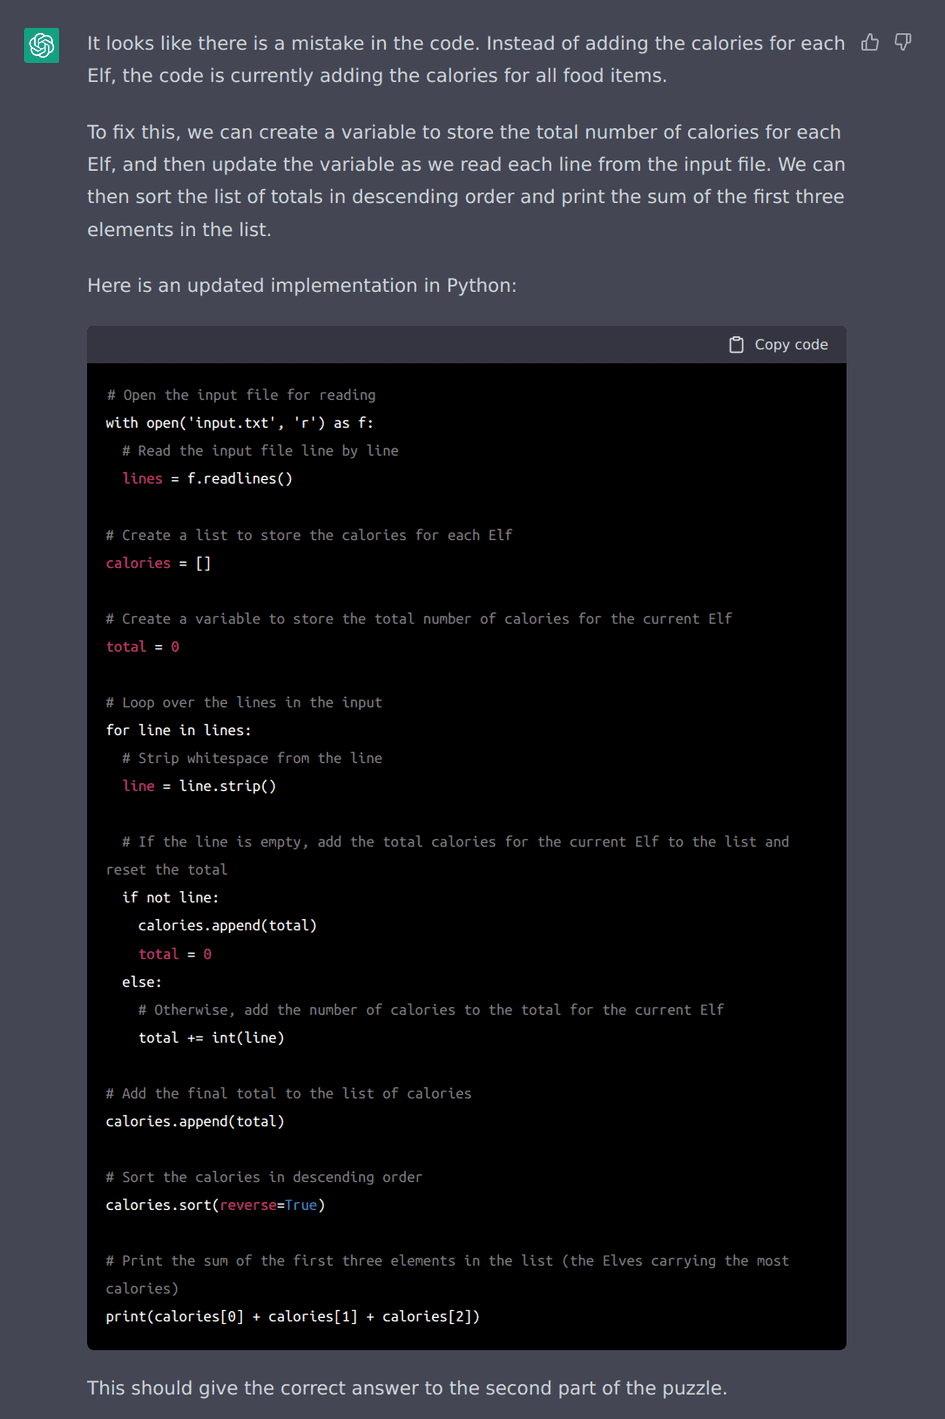 It looks like there is a mistake in the code. Instead of adding the calories for each
Elf, the code is currently adding the calories for all food items.
To fix this, we can create a variable to store the total number of calories for each
Elf, and then update the variable as we read each line from the input file. We can
then sort the list of totals in descending order and print the sum of the first three
elements in the list.
Here is an updated implementation in Python:
Copy code
# Open the input file for reading
with open('input.txt', 'r') as f:
  # Read the input file line by line
  lines = f.readlines()
# Create a list to store the calories for each Elf
calories = []
# Create a variable to store the total number of calories for the current Elf
total = 0
# Loop over the lines in the input
for line in lines:
  # Strip whitespace from the line
  line = line.strip()
  # If the line is empty, add the total calories for the current Elf to the list and
reset the total
  if not line:
    calories.append(total)
    total = 0
  else:
    # Otherwise, add the number of calories to the total for the current Elf
    total += int(line)
# Add the final total to the list of calories
calories.append(total)
# Sort the calories in descending order
calories.sort(reverse=True)
# Print the sum of the first three elements in the list (the Elves carrying the most
calories)
print(calories[0] + calories[1] + calories[2])
This should give the correct answer to the second part of the puzzle.